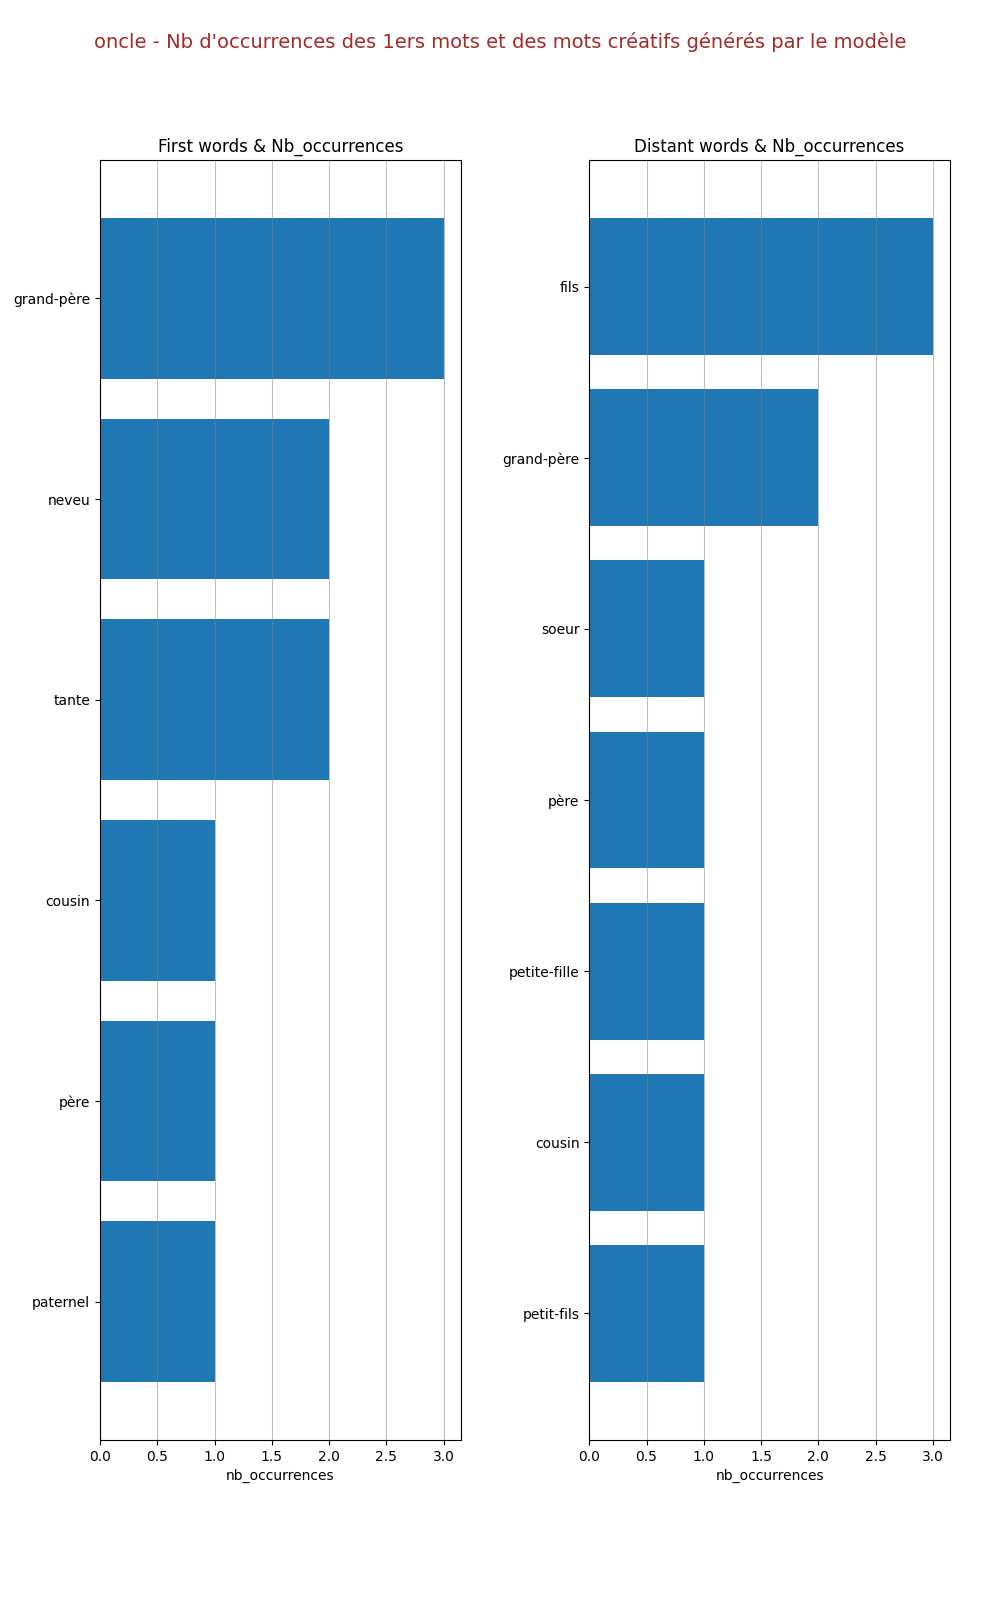 oncle - Nb d'occurrences des 1ers mots et des mots créatifs générés par le modèle
First words & Nb_occurrences
grand-père
neveu
tante
cousin
père
paternel
0.0 0.5 1.0 1.5 2.0 2.5 3.0
nb_occurrences
Distant words & Nb_occurrences
fils
grand-père
soeur
père
petite-fille
cousin
petit-fils
0.0 0.5 1.0 1.5 2.0 2.5 3.0
nb_occurrences